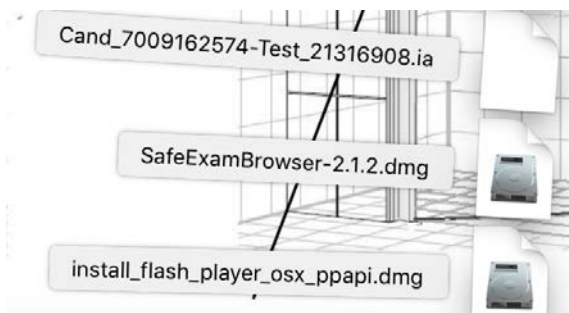 Cand_7009162574-Test_21316908.ia
SafeExamBrowser-2.1.2.dmg
install_flash_player_osx_ppapi.dmg